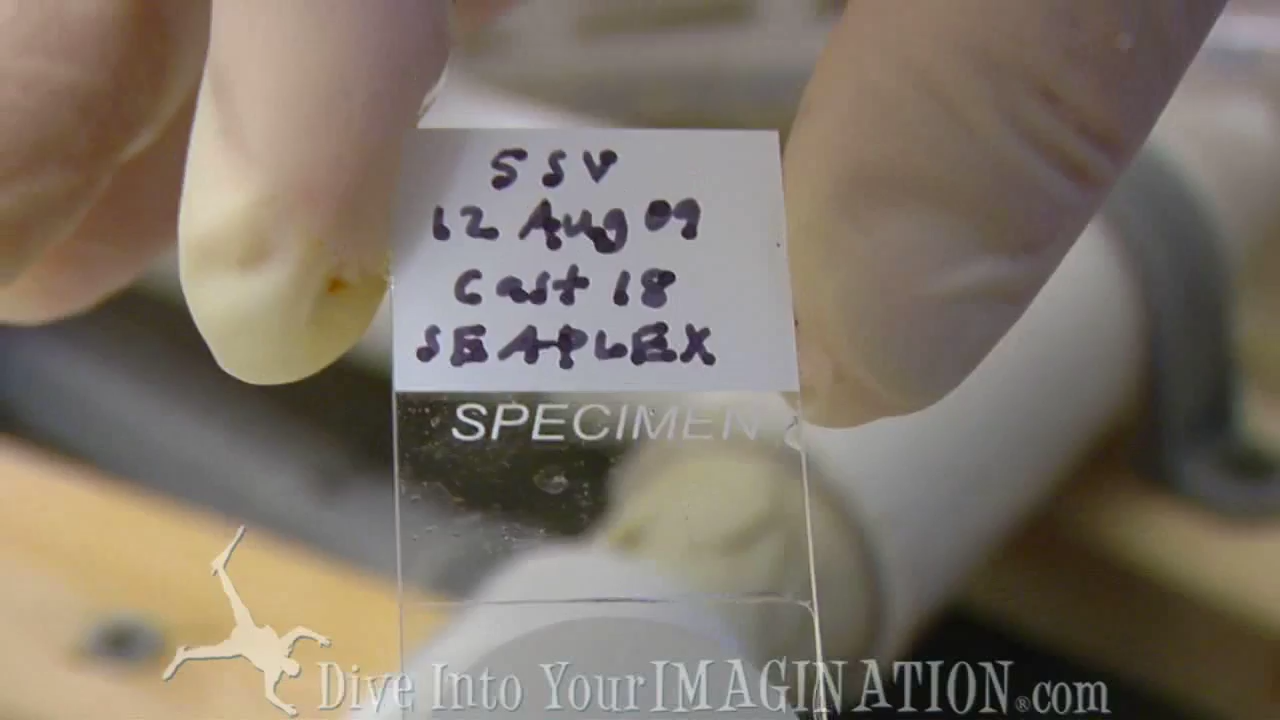 SSV
12 Aug 09
Cast 18
SEAPLEX
SPECIMEN
Dive Into YourIMAGINATION®.com